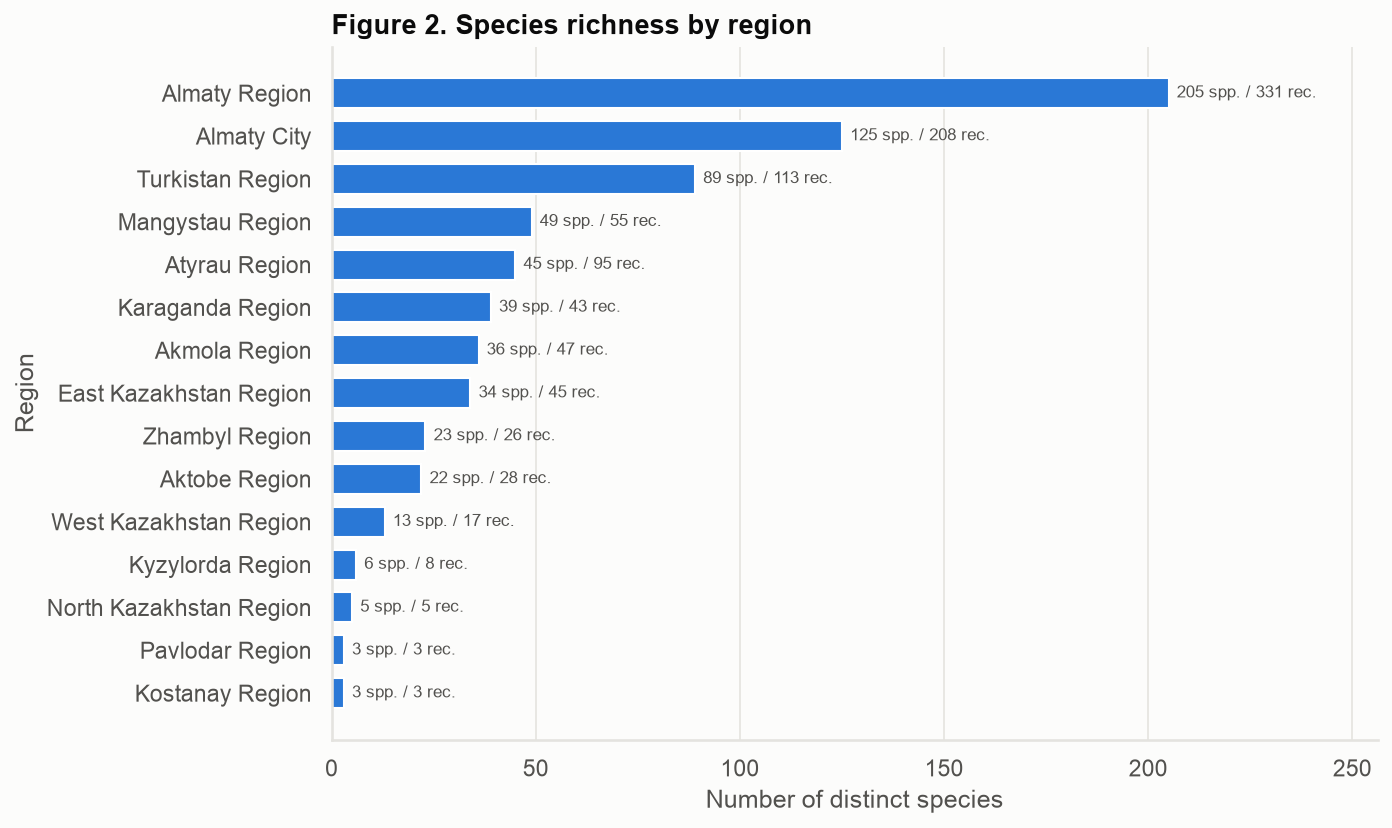 Figure 2. Species richness by region
Almaty Region 205 spp. / 331 rec.
Almaty City 125 spp. / 208 rec.
Turkistan Region 89 spp. / 113 rec.
Mangystau Region 49 spp. / 55 rec.
Atyrau Region 45 spp. / 95 rec.
Karaganda Region 39 spp. / 43 rec.
Akmola Region 36 spp. / 47 rec.
East Kazakhstan Region 34 spp. / 45 rec.
Zhambyl Region 23 spp. / 26 rec.
Aktobe Region 22 spp. / 28 rec.
West Kazakhstan Region 13 spp. / 17 rec.
Kyzylorda Region 6 spp. / 8 rec.
North Kazakhstan Region 5 spp. / 5 rec.
Pavlodar Region 3 spp. / 3 rec.
Kostanay Region 3 spp. / 3 rec.
Region
0 50 100 150 200 250
Number of distinct species